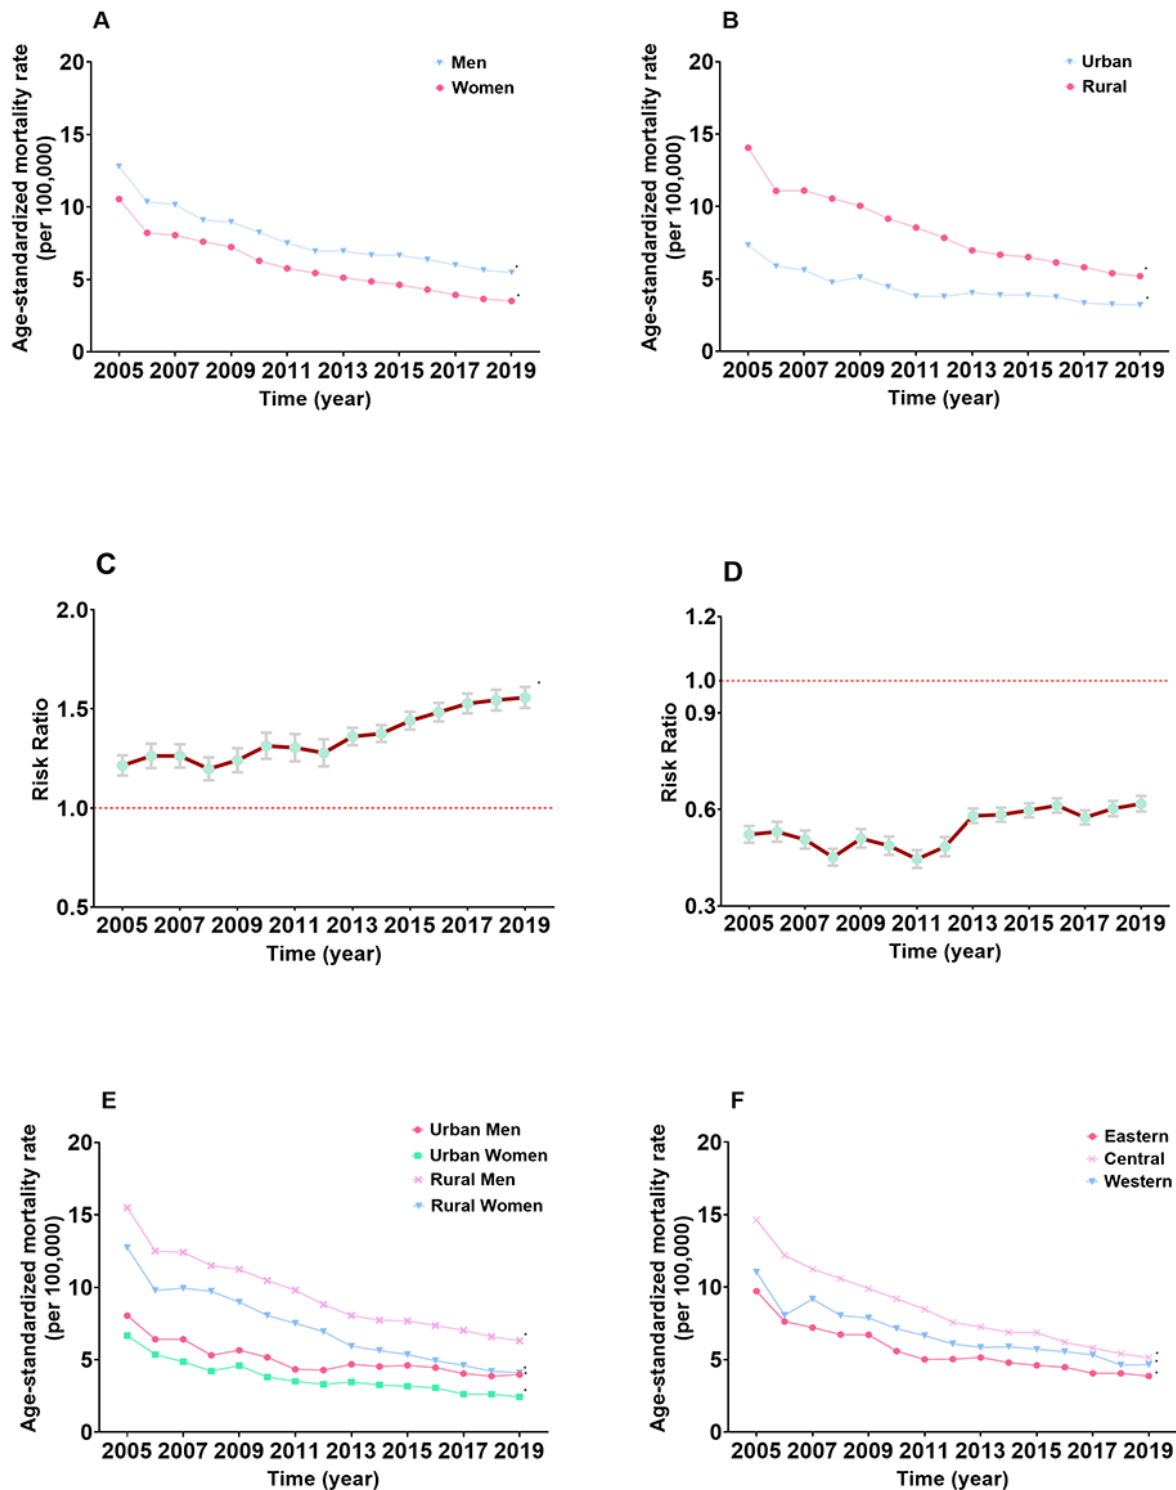 A
Age-standardized mortality rate
(per 100,000)
20
15
10
5
0
Men
Women
2005 2007 2009 2011 2013 2015 2017 2019
Time (year)
B
Age-standardized mortality rate
(per 100,000)
20
15
10
5
0
Urban
Rural
2005 2007 2009 2011 2013 2015 2017 2019
Time (year)
C
Risk Ratio
2.0
1.5
1.0
0.5
2005 2007 2009 2011 2013 2015 2017 2019
Time (year)
D
Risk Ratio
1.2
1.0
0.9
0.6
0.3
2005 2007 2009 2011 2013 2015 2017 2019
Time (year)
E
Age-standardized mortality rate
(per 100,000)
20
15
10
5
0
Urban Men
Urban Women
Rural Men
Rural Women
2005 2007 2009 2011 2013 2015 2017 2019
Time (year)
F
Age-standardized mortality rate
(per 100,000)
20
15
10
5
0
Eastern
Central
Western
2005 2007 2009 2011 2013 2015 2017 2019
Time (year)